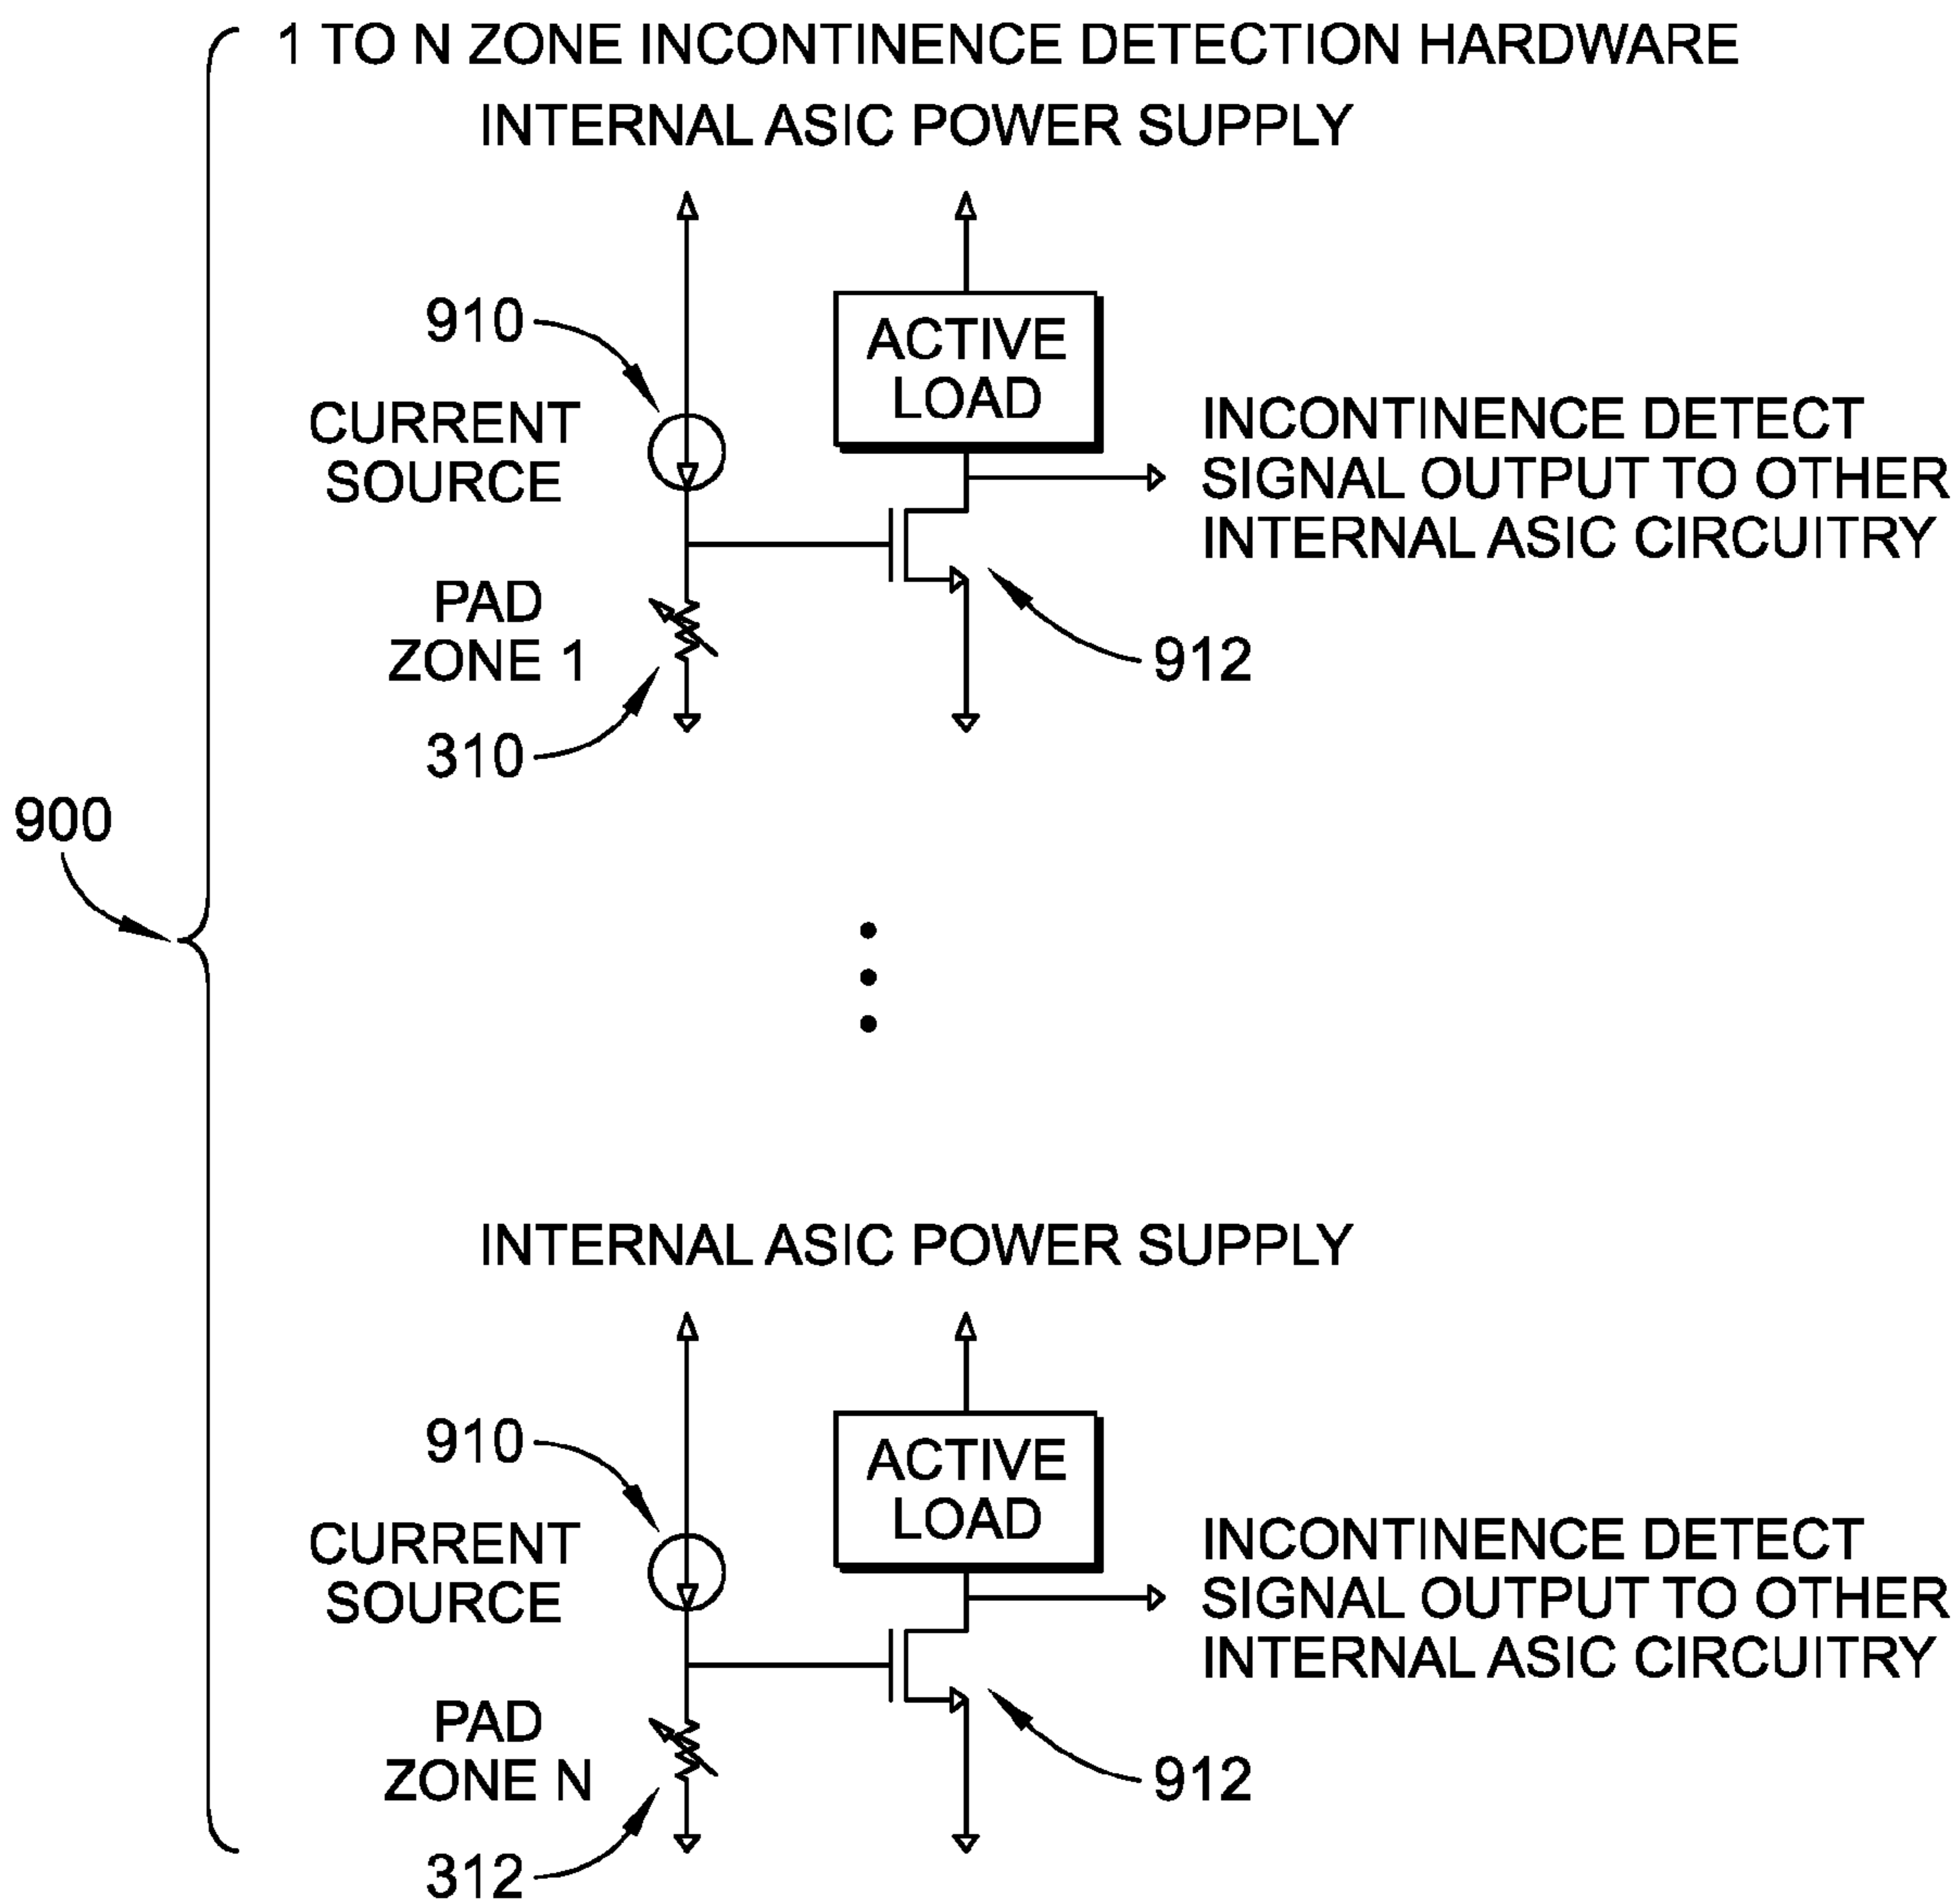 1 TO N ZONE INCONTINENCE DETECTION HARDWARE
INTERNAL ASIC POWER SUPPLY
910
CURRENT
SOURCE
ACTIVE
LOAD
INCONTINENCE DETECT
SIGNAL OUTPUT TO OTHER
INTERNAL ASIC CIRCUITRY
PAD
ZONE 1
912
310
900
INTERNAL ASIC POWER SUPPLY
910
CURRENT
SOURCE
ACTIVE
LOAD
INCONTINENCE DETECT
SIGNAL OUTPUT TO OTHER
INTERNAL ASIC CIRCUITRY
PAD
ZONE N
912
312